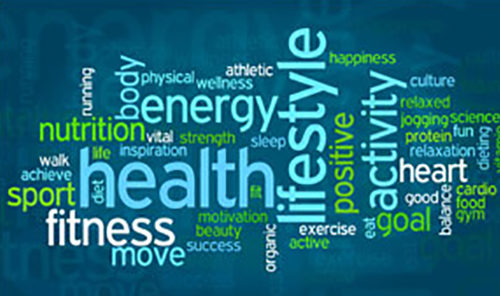 happiness
athletic
physical
wellness
culture
running
body
energy
lifestyle
activity
relaxed
jogging
science
nutrition
vital
strength
sleep
positive
protein
fun
dieting
life
inspiration
relaxation
walk
achieve
health
fit
heart
sport
diet
good
cardio
food
gym
balance
motivation
fitness
beauty
organic
exercise
eat
goal
move
success
active